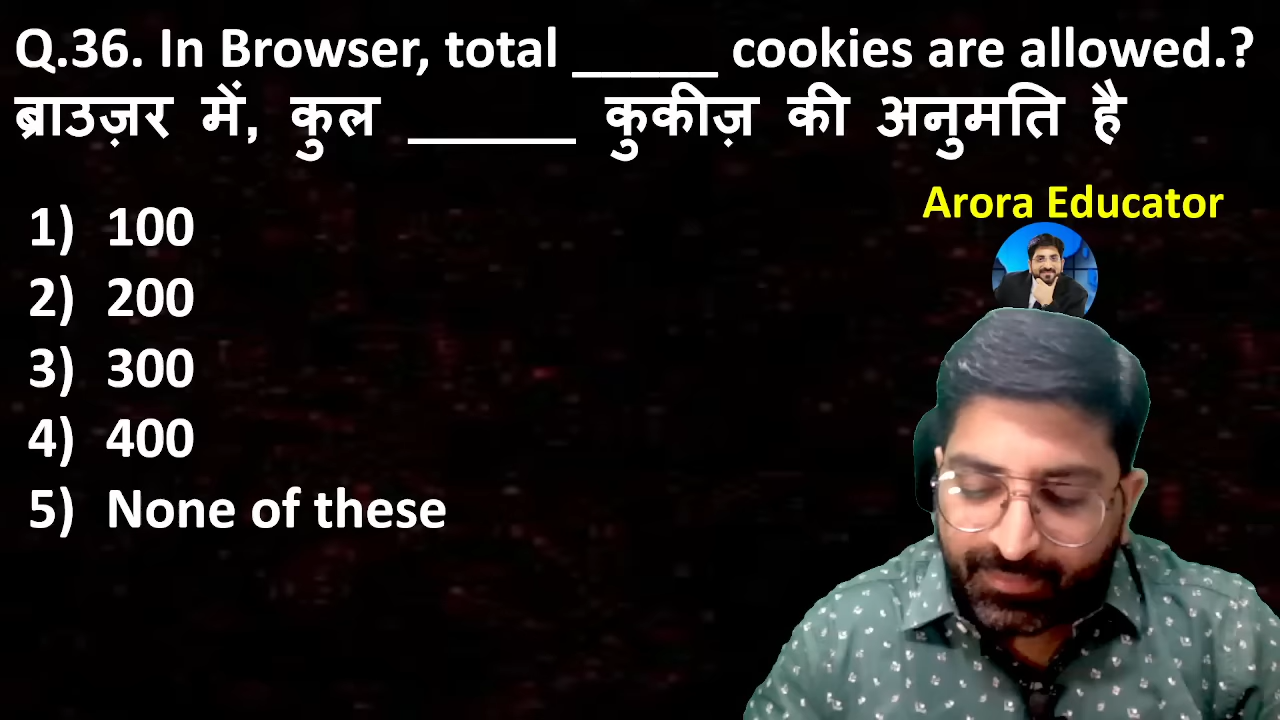 Q.36. In Browser, total _____ cookies are allowed.?
ब्राउज़र में, कुल ______ कुकीज़ की अनुमति है
Arora Educator
1) 100
2) 200
3) 300
4) 400
5) None of these